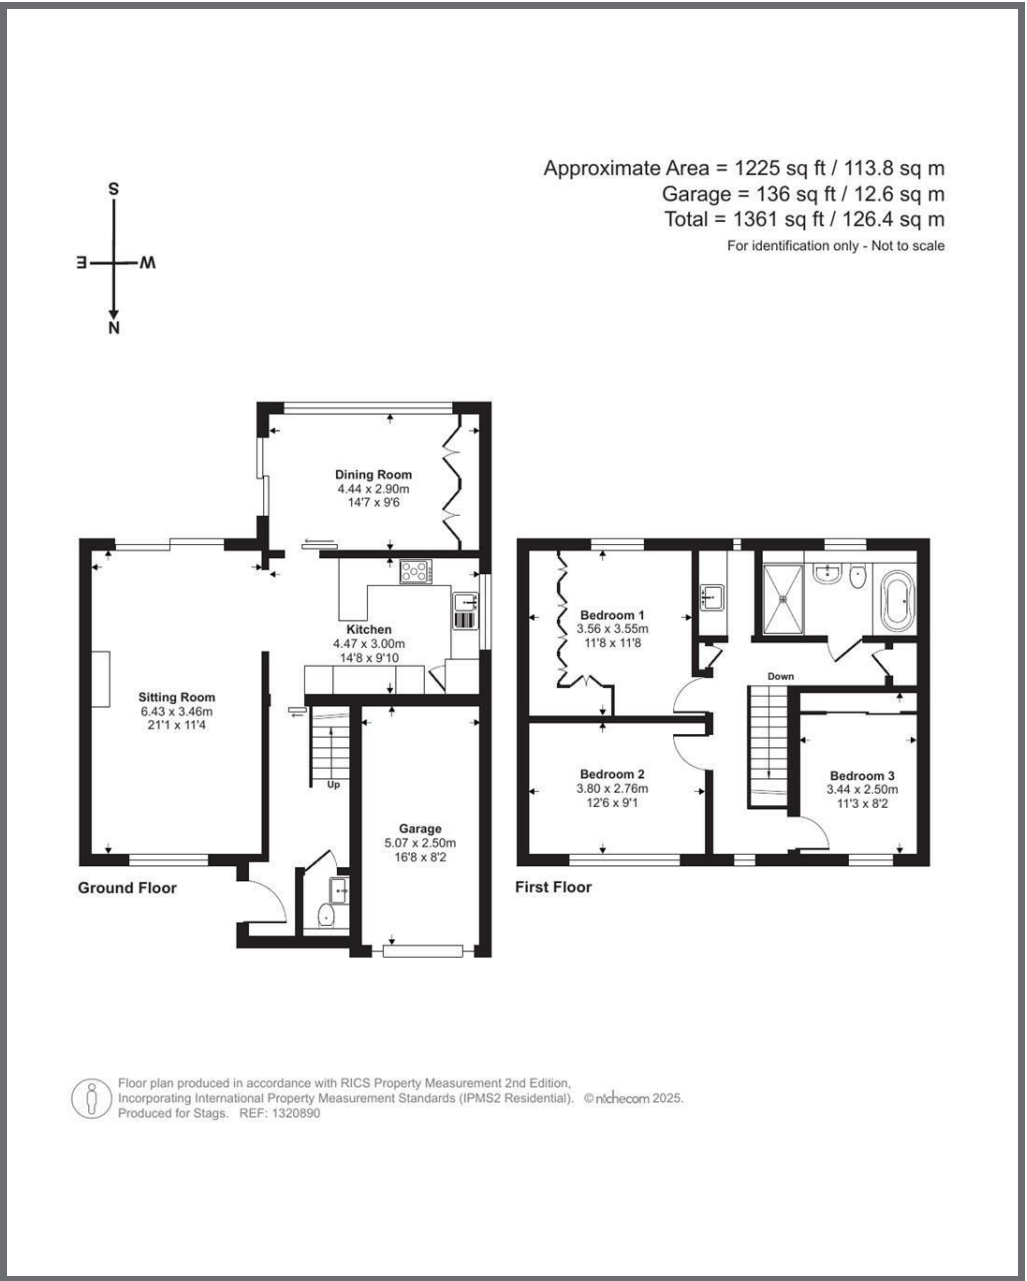 Approximate Area = 1225 sq ft / 113.8 sq m
Garage = 136 sq ft / 12.6 sq m
Total = 1361 sq ft / 126.4 sq m
For identification only - Not to scale
S
E
W
N
Dining Room
4.44 x 2.90m
14'7 x 9'6
Kitchen
4.47 x 3.00m
14'8 x 9'10
Sitting Room
6.43 x 3.46m
21'1 x 11'4
Up
Garage
5.07 x 2.50m
16'8 x 8'2
Ground Floor
Bedroom 1
3.56 x 3.55m
11'8 x 11'8
Down
Bedroom 2
3.80 x 2.76m
12'6 x 9'1
Bedroom 3
3.44 x 2.50m
11'3 x 8'2
First Floor
Floor plan produced in accordance with RICS Property Measurement 2nd Edition,
Incorporating International Property Measurement Standards (IPMS2 Residential). © nichecom 2025.
Produced for Stags. REF: 1320890